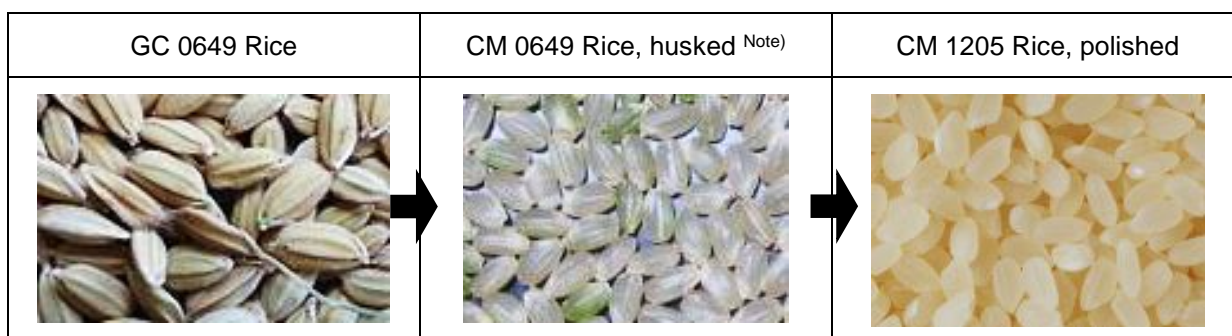 GC 0649 Rice
CM 0649 Rice, husked Note)
CM 1205 Rice, polished